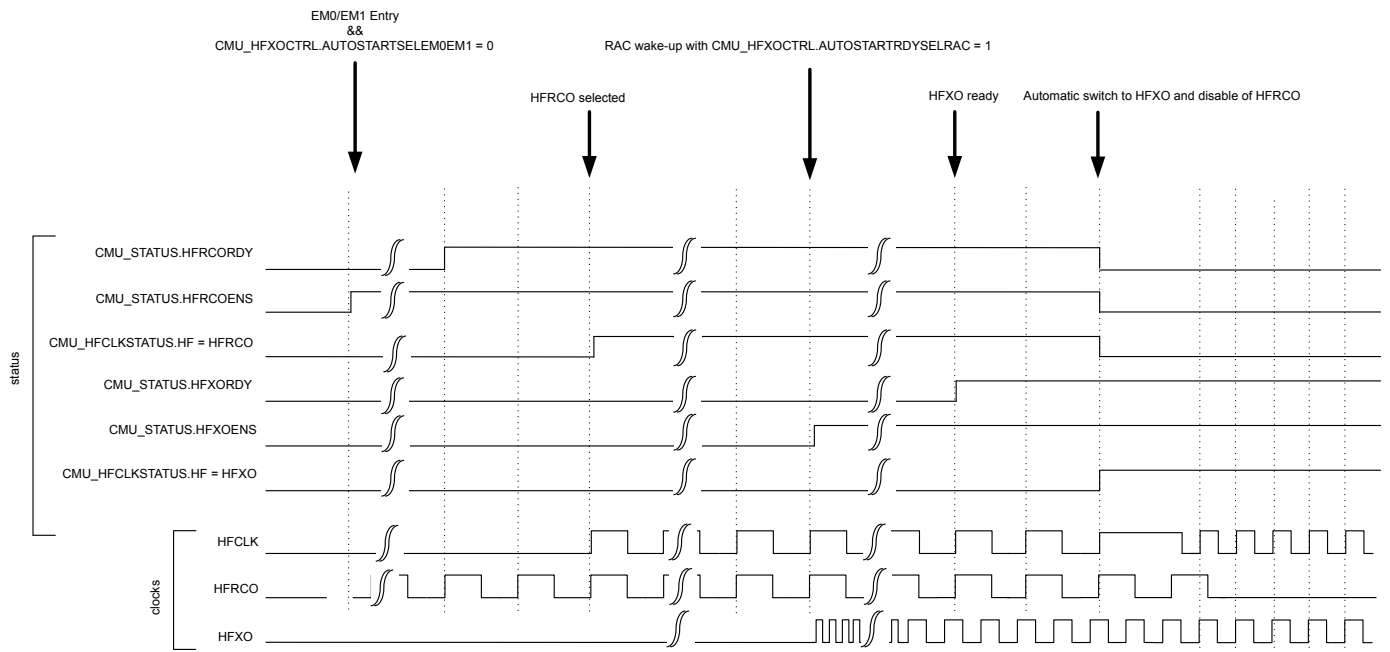 EM0/EM1 Entry
&&
CMU_HFXOCTRL.AUTOSTARTSELEM0EM1 = 0
RAC wake-up with CMU_HFXOCTRL.AUTOSTARTRDYSELRAC = 1
HFRCO selected
HFXO ready
Automatic switch to HFXO and disable of HFRCO
status
CMU_STATUS.HFRCORDY
CMU_STATUS.HFRCOENS
CMU_HFCLKSTATUS.HF = HFRCO
CMU_STATUS.HFXORDY
CMU_STATUS.HFXOENS
CMU_HFCLKSTATUS.HF = HFXO
clocks
HFCLK
HFRCO
HFXO